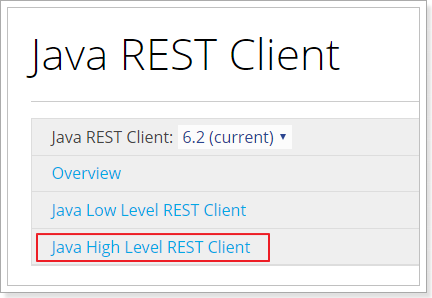 Java REST Client
Java REST Client: 6.2 (current)
Overview
Java Low Level REST Client
Java High Level REST Client